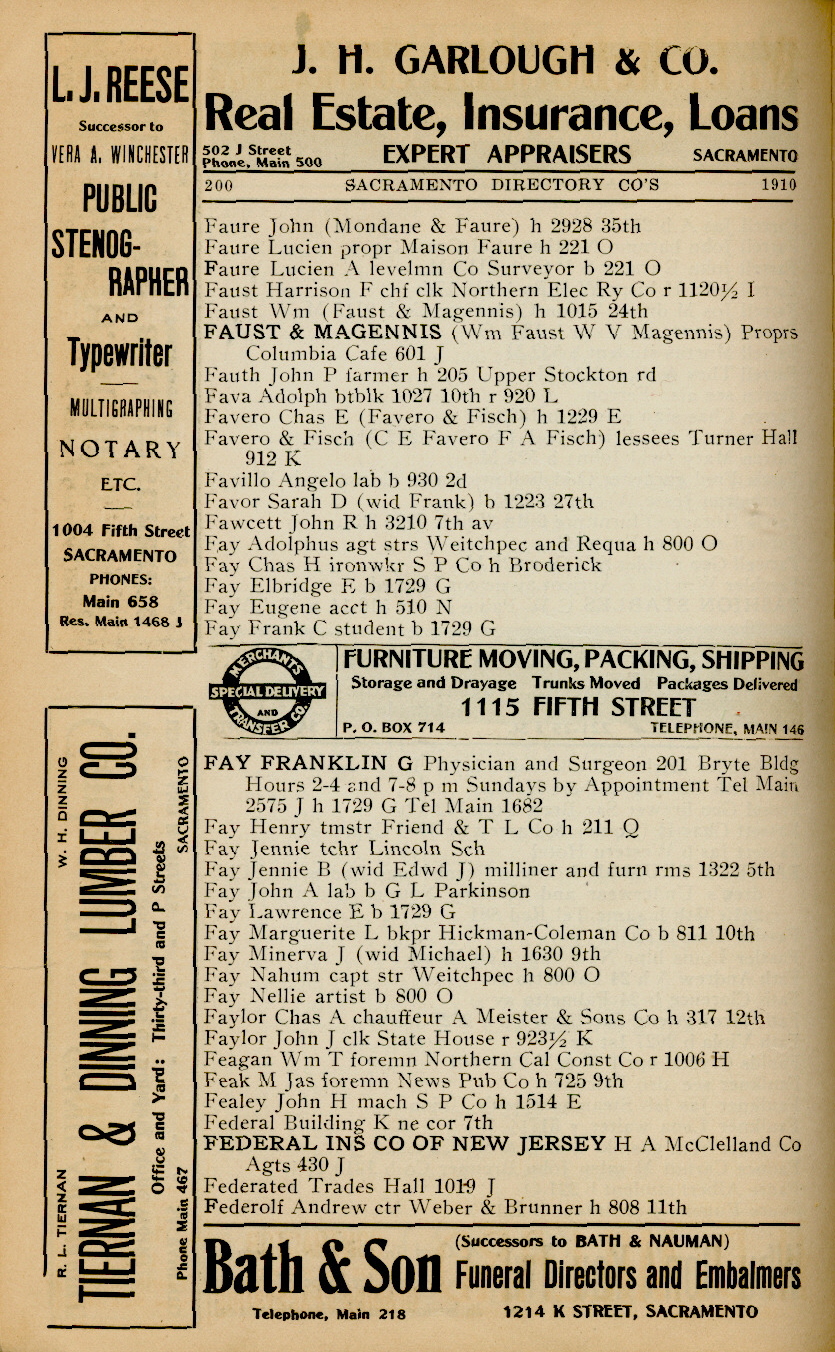 J. H. GARLOUGH & CO.
Real Estate, Insurance, Loans
502 J Street
Phone, Main 500
EXPERT APPRAISERS
SACRAMENTO
200 SACRAMENTO DIRECTORY CO'S 1910
L. J. REESE
Successor to
VERA A. WINCHESTER
PUBLIC
STENOG-
RAPHER
AND
Typewriter
MULTIGRAPHING
NOTARY
ETC.
1004 Fifth Street
SACRAMENTO
PHONES:
Main 658
Res. Main 1468 J
Faure John (Mondane & Faure) h 2928 35th
Faure Lucien propr Maison Faure h 221 O
Faure Lucien A levelmn Co Surveyor b 221 O
Faust Harrison F chf clk Northern Elec Ry Co r 1120½ I
Faust Wm (Faust & Magennis) h 1015 24th
FAUST & MAGENNIS (Wm Faust W V Magennis) Proprs
Columbia Cafe 601 J
Fauth John P farmer h 205 Upper Stockton rd
Fava Adolph btblk 1027 10th r 920 L
Favero Chas E (Favero & Fisch) h 1229 E
Favero & Fisch (C E Favero F A Fisch) lessees Turner Hall
912 K
Favillo Angelo lab b 930 2d
Favor Sarah D (wid Frank) b 1223 27th
Fawcett John R h 3210 7th av
Fay Adolphus agt strs Weitchpec and Requa h 800 O
Fay Chas H ironwkr S P Co h Broderick
Fay Elbridge E b 1729 G
Fay Eugene acct h 510 N
Fay Frank C student b 1729 G
MERCHANTS
SPECIAL DELIVERY
AND
TRANSFER CO.
FURNITURE MOVING, PACKING, SHIPPING
Storage and Drayage Trunks Moved Packages Delivered
1115 FIFTH STREET
P. O. BOX 714 TELEPHONE, MAIN 146
R. L. TIERNAN W. H. DINNING
TIERNAN & DINNING LUMBER CO.
Office and Yard: Thirty-third and P Streets
Phone Main 467 SACRAMENTO
FAY FRANKLIN G Physician and Surgeon 201 Bryte Bldg
Hours 2-4 and 7-8 p m Sundays by Appointment Tel Main
2575 J h 1729 G Tel Main 1682
Fay Henry tmstr Friend & T L Co h 211 Q
Fay Jennie tchr Lincoln Sch
Fay Jennie B (wid Edwd J) milliner and furn rms 1322 5th
Fay John A lab b G L Parkinson
Fay Lawrence E b 1729 G
Fay Marguerite L bkpr Hickman-Coleman Co b 811 10th
Fay Minerva J (wid Michael) h 1630 9th
Fay Nahum capt str Weitchpec h 800 O
Fay Nellie artist b 800 O
Faylor Chas A chauffeur A Meister & Sons Co h 317 12th
Faylor John J clk State House r 923½ K
Feagan Wm T foremn Northern Cal Const Co r 1006 H
Feak M Jas foremn News Pub Co h 725 9th
Fealey John H mach S P Co h 1514 E
Federal Building K ne cor 7th
FEDERAL INS CO OF NEW JERSEY H A McClelland Co
Agts 430 J
Federated Trades Hall 1019 J
Federolf Andrew ctr Weber & Brunner h 808 11th
Bath & Son
(Successors to BATH & NAUMAN)
Funeral Directors and Embalmers
Telephone, Main 218 1214 K STREET, SACRAMENTO